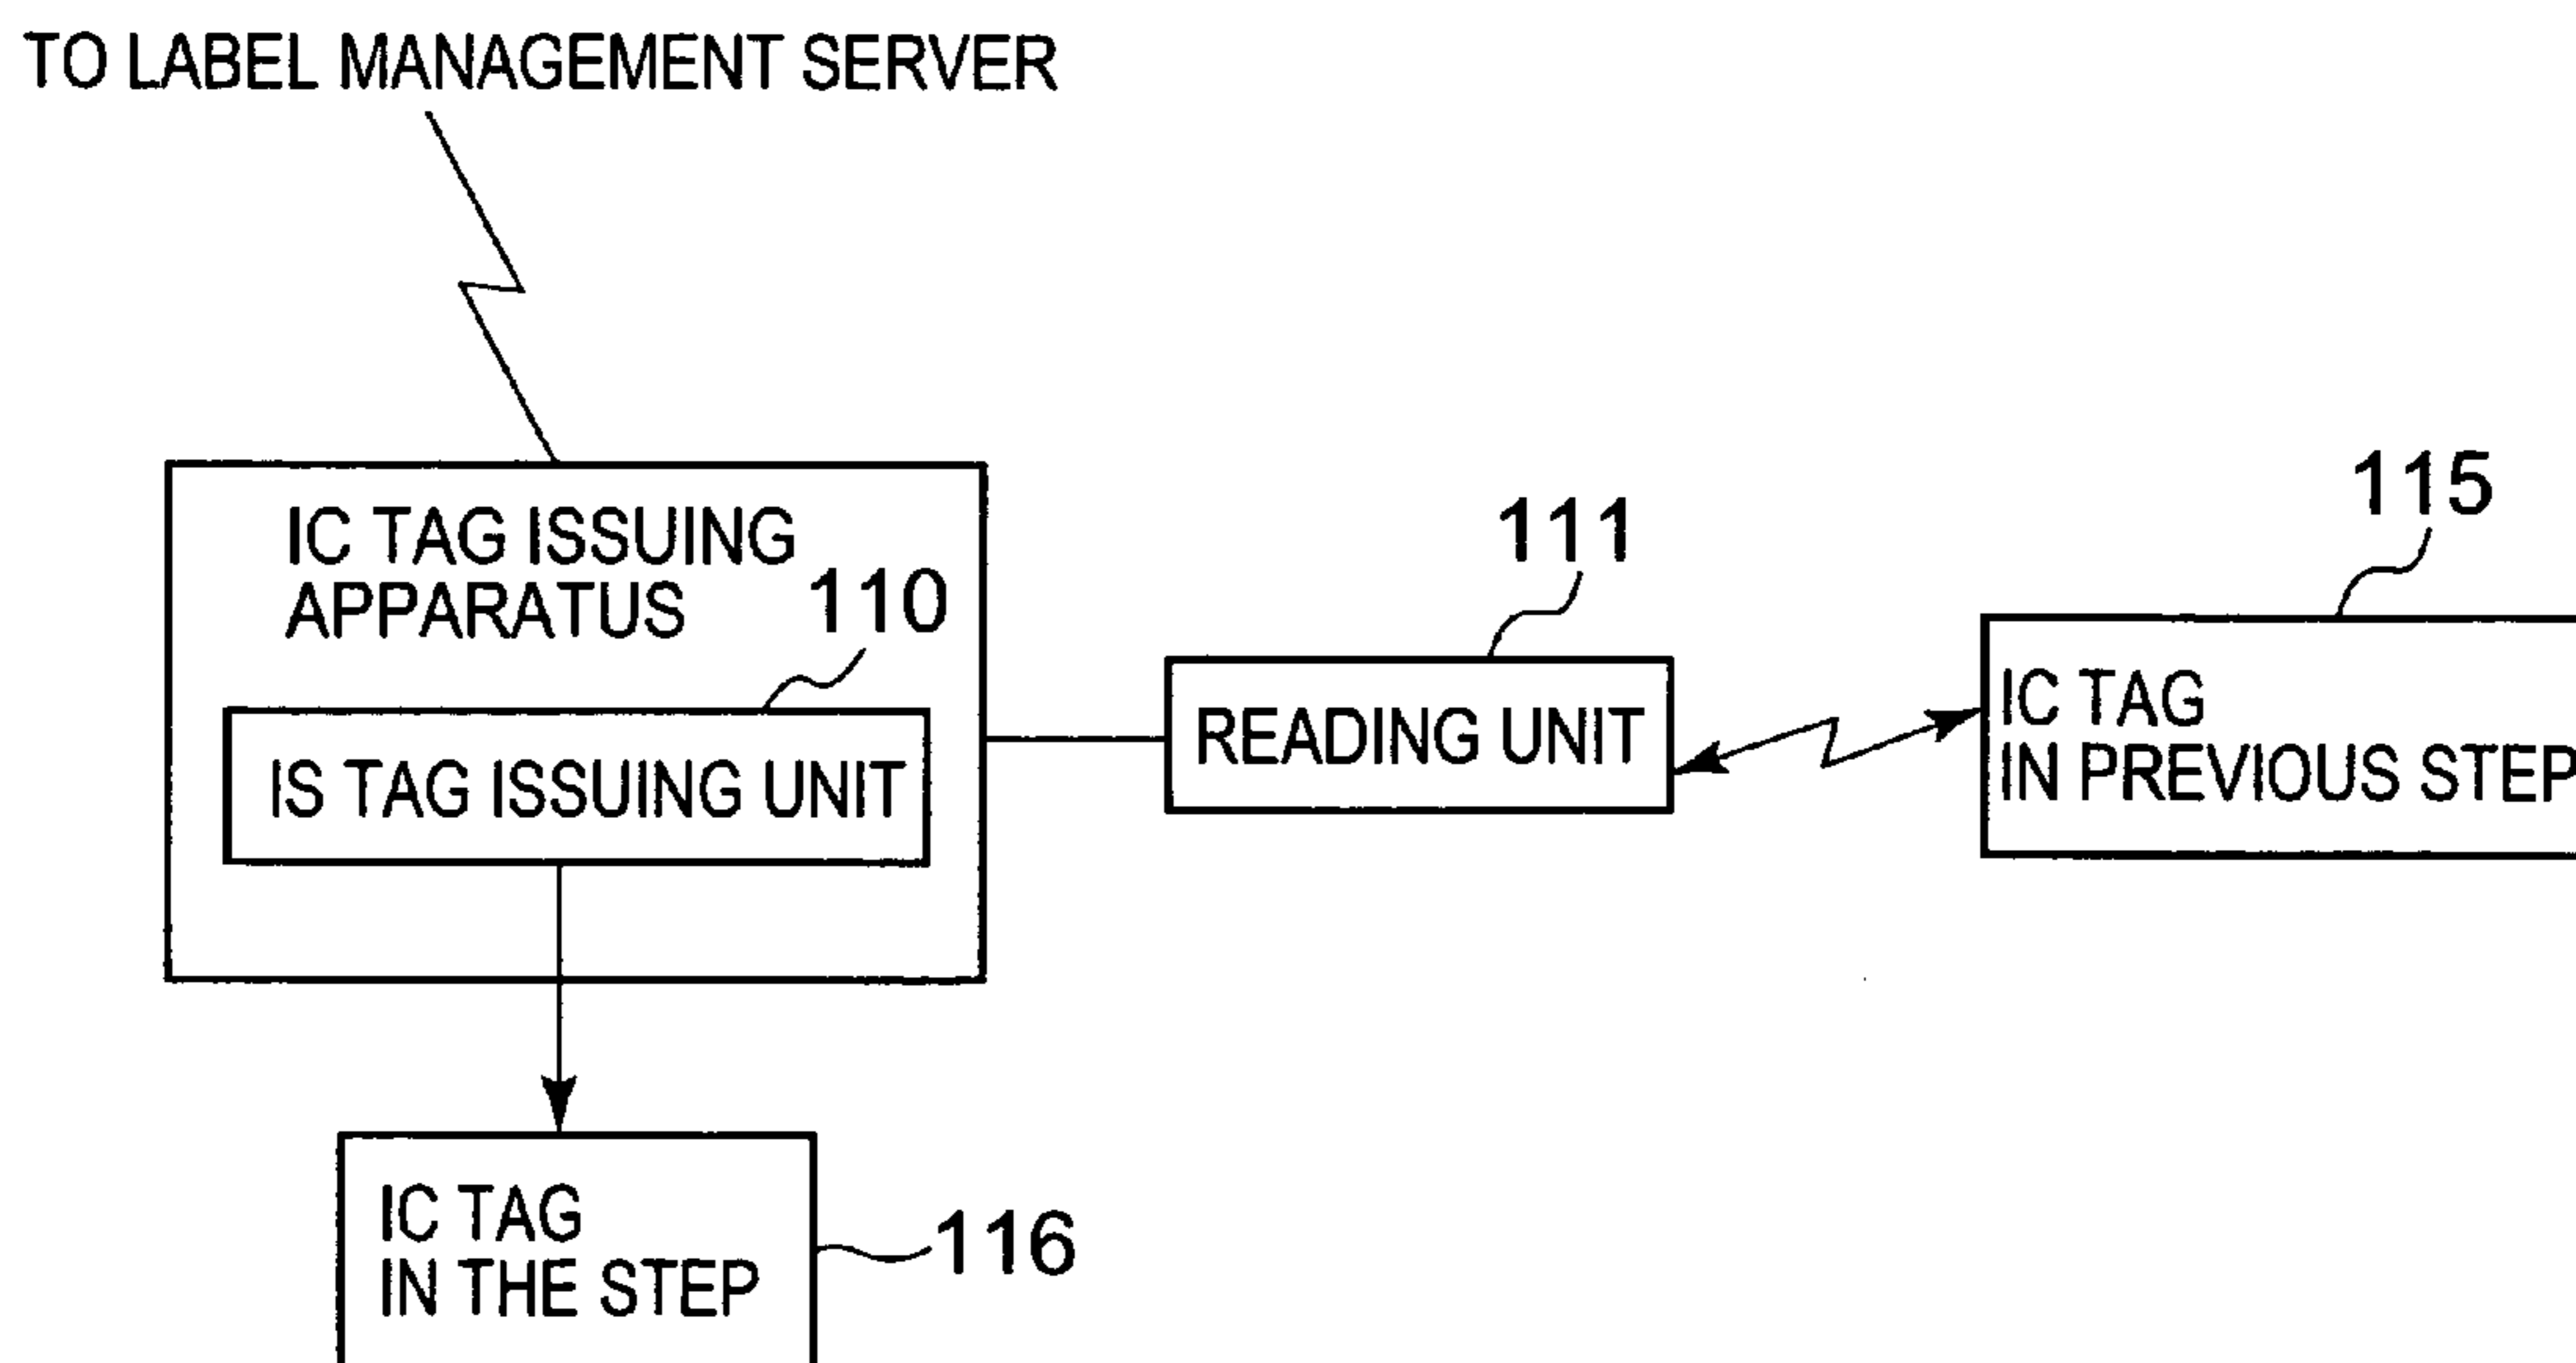 TO LABEL MANAGEMENT SERVER
IC TAG ISSUING
APPARATUS
110
IS TAG ISSUING UNIT
111
READING UNIT
115
IC TAG
IN PREVIOUS STEP
IC TAG
IN THE STEP
116